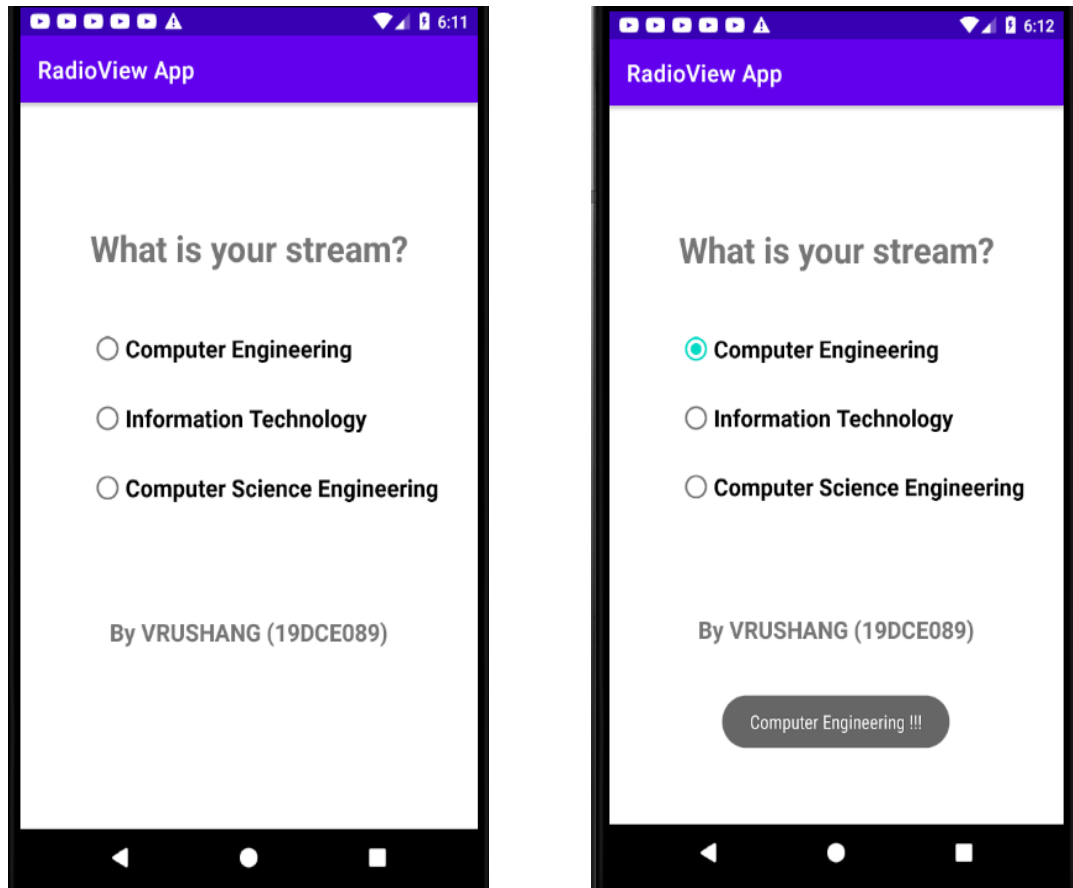 6:11
RadioView App
What is your stream?
Computer Engineering
Information Technology
Computer Science Engineering
By VRUSHANG (19DCE089)
6:12
RadioView App
What is your stream?
Computer Engineering
Information Technology
Computer Science Engineering
By VRUSHANG (19DCE089)
Computer Engineering !!!